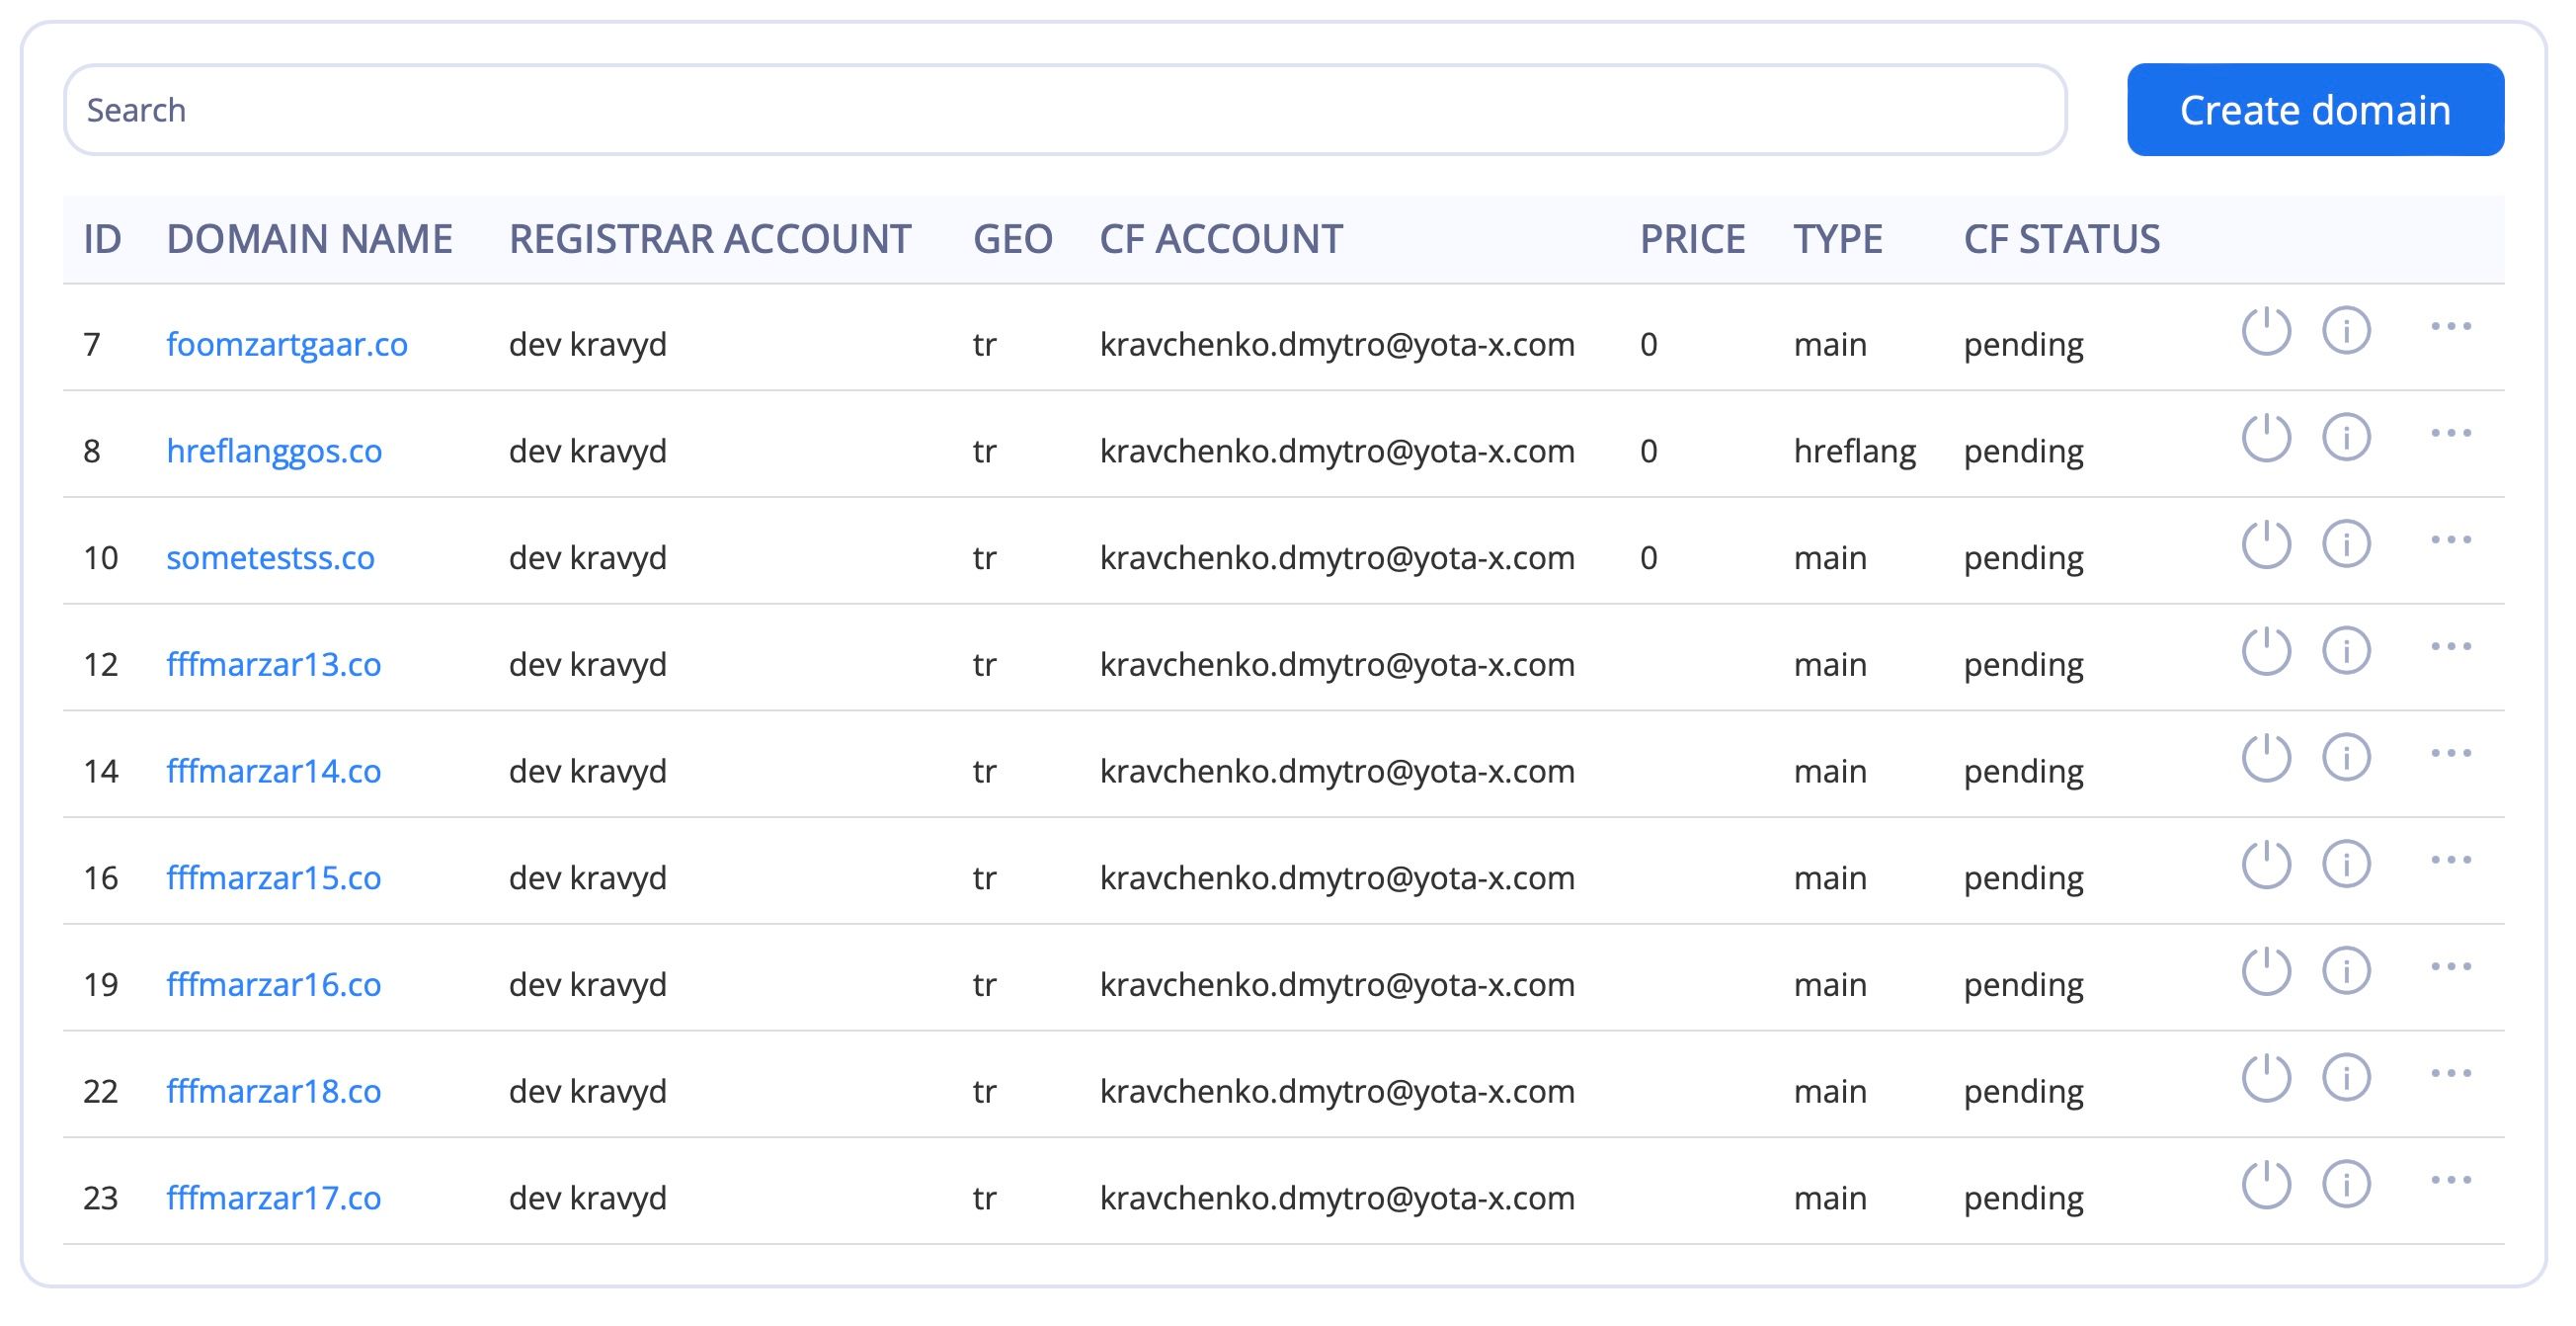 Search
Create domain
ID DOMAIN NAME REGISTRAR ACCOUNT GEO CF ACCOUNT PRICE TYPE CF STATUS
7 foomzartgaar.co dev kravyd tr kravchenko.dmytro@yota-x.com 0 main pending
8 hreflanggos.co dev kravyd tr kravchenko.dmytro@yota-x.com 0 hreflang pending
10 sometestss.co dev kravyd tr kravchenko.dmytro@yota-x.com 0 main pending
12 fffmarzar13.co dev kravyd tr kravchenko.dmytro@yota-x.com main pending
14 fffmarzar14.co dev kravyd tr kravchenko.dmytro@yota-x.com main pending
16 fffmarzar15.co dev kravyd tr kravchenko.dmytro@yota-x.com main pending
19 fffmarzar16.co dev kravyd tr kravchenko.dmytro@yota-x.com main pending
22 fffmarzar18.co dev kravyd tr kravchenko.dmytro@yota-x.com main pending
23 fffmarzar17.co dev kravyd tr kravchenko.dmytro@yota-x.com main pending